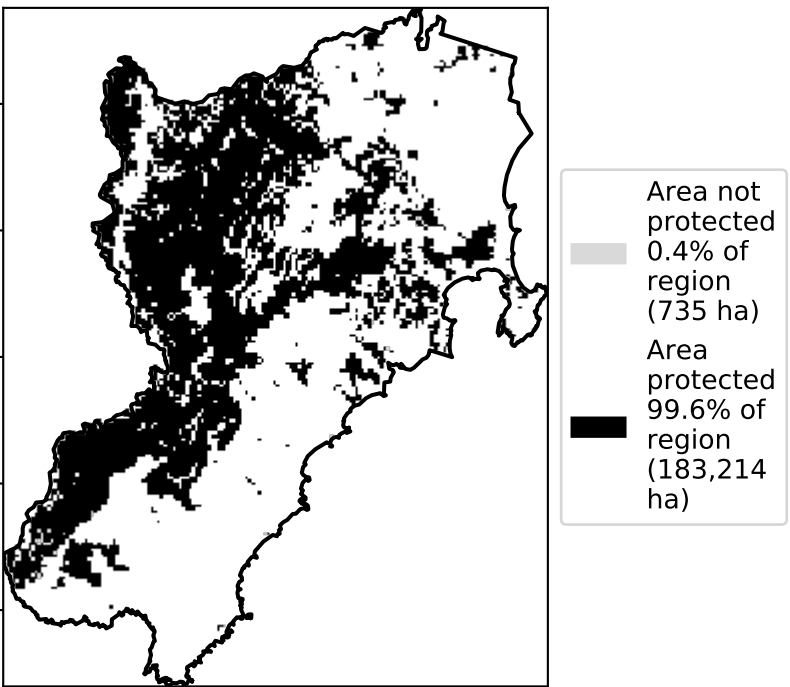 Area not
protected
0.4% of
region
(735 ha)
Area
protected
99.6% of
region
(183,214
ha)